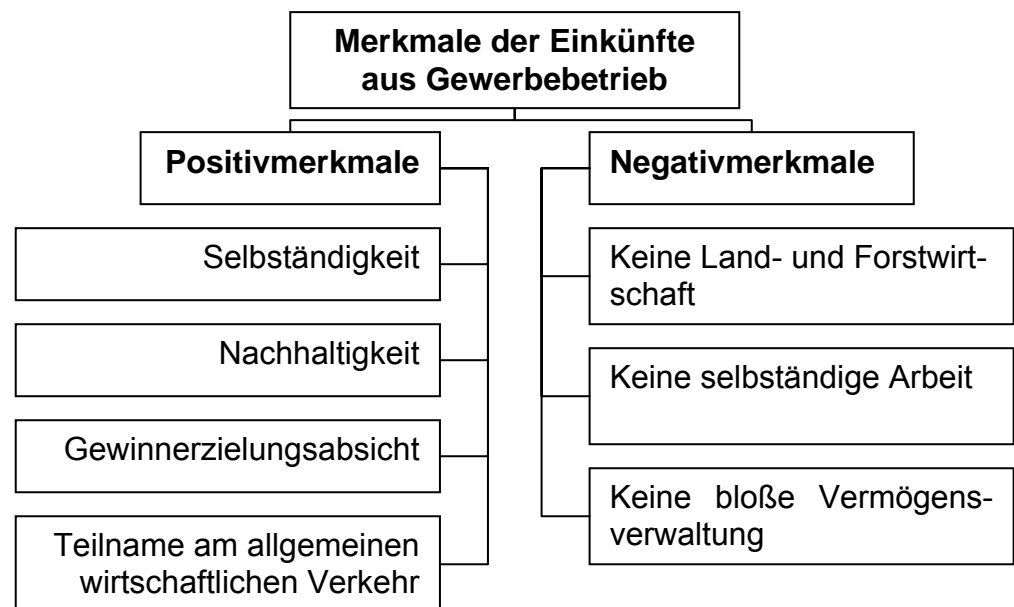 Merkmale der Einkünfte
aus Gewerbebetrieb
Positivmerkmale
Selbständigkeit
Nachhaltigkeit
Gewinnerzielungsabsicht
Teilname am allgemeinen
wirtschaftlichen Verkehr
Negativmerkmale
Keine Land- und Forstwirt-
schaft
Keine selbständige Arbeit
Keine bloße Vermögens-
verwaltung